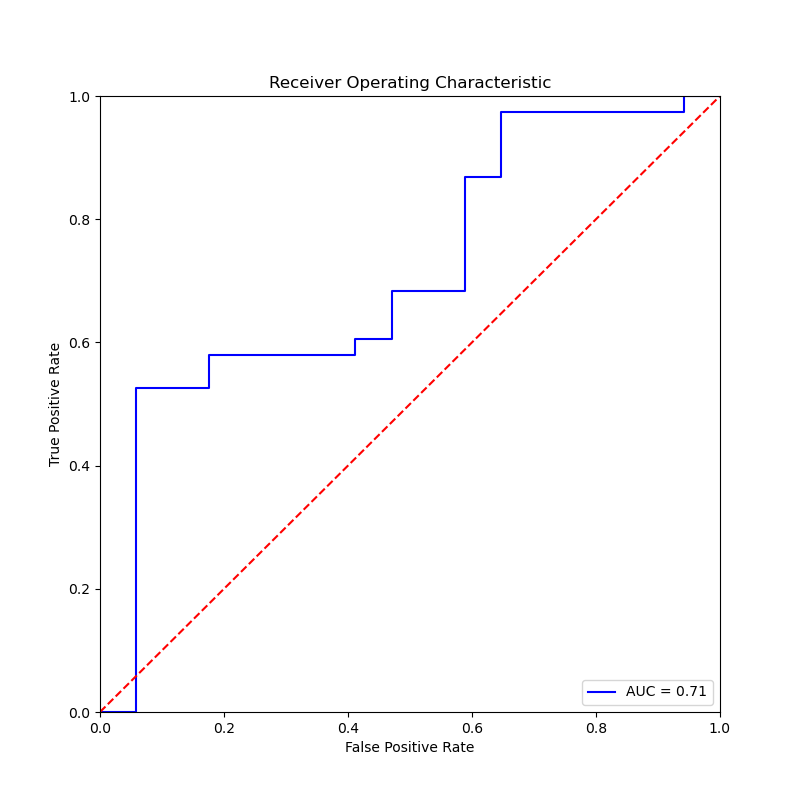 Receiver Operating Characteristic
1.0
0.8
0.6
0.4
0.2
0.0
True Positive Rate
AUC = 0.71
0.0 0.2 0.4 0.6 0.8 1.0
False Positive Rate